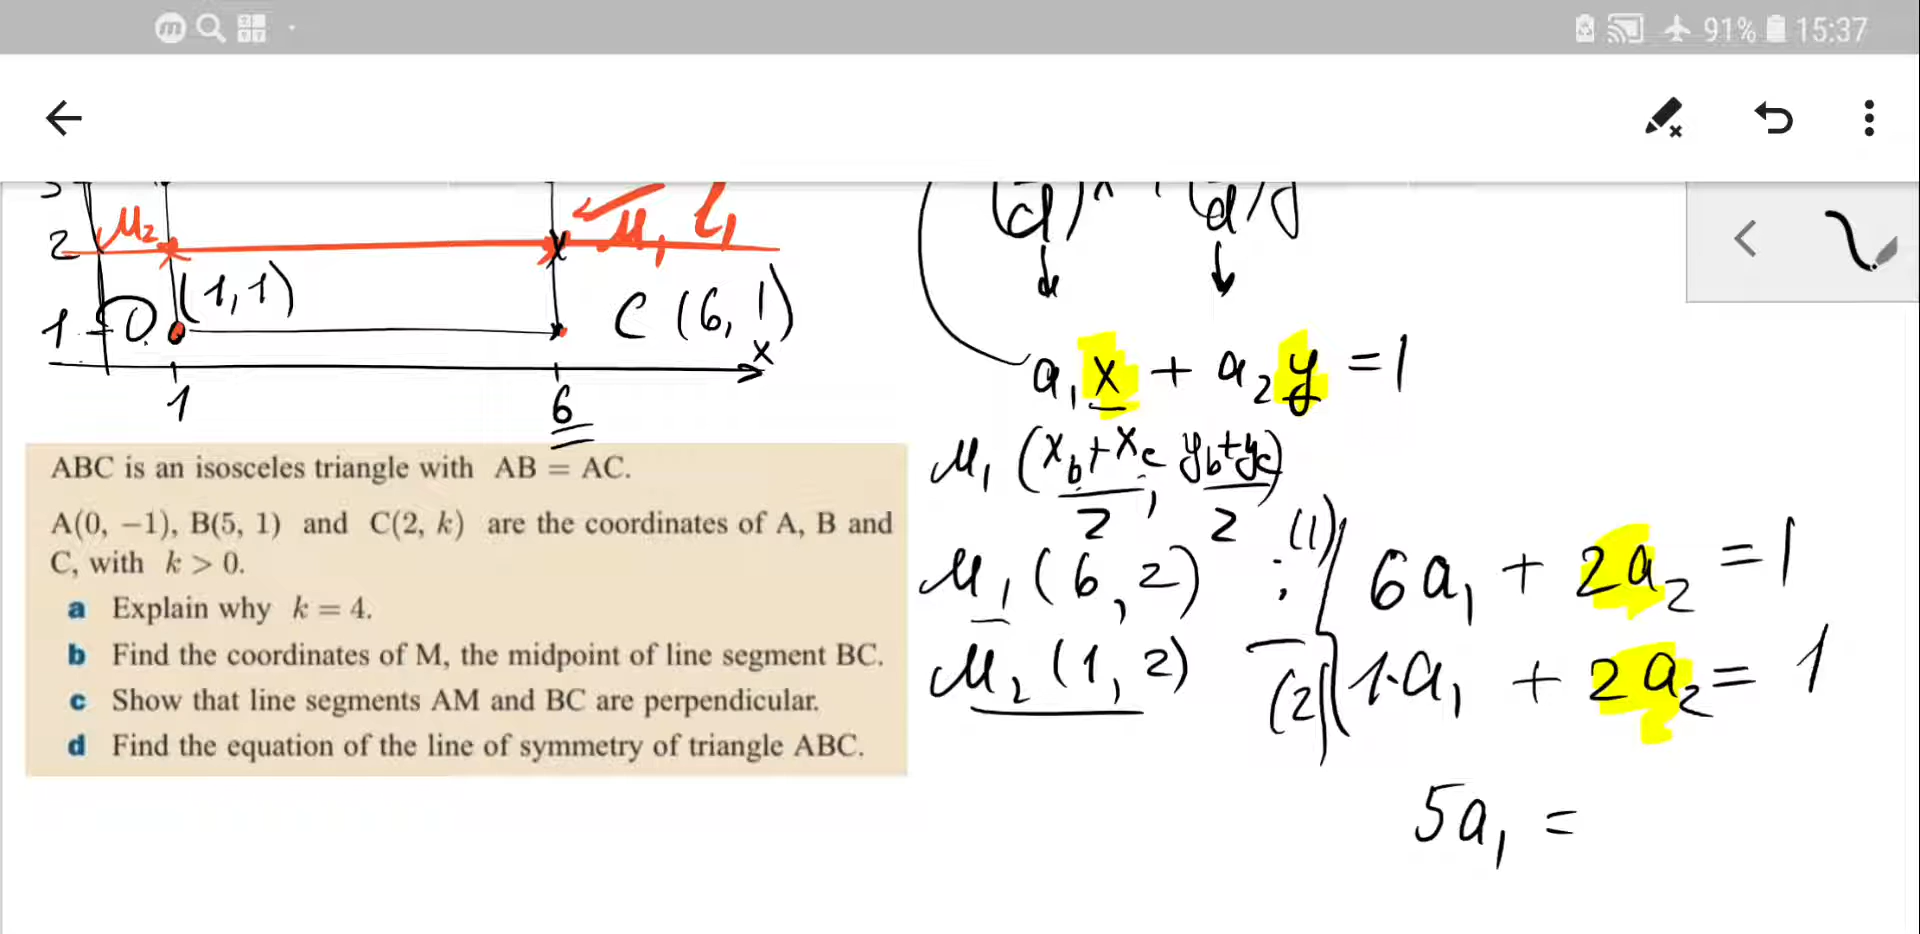 91% 15:37
3
2 M₂ M₁ l₁
(1,1)
1 D C (6, 1)
x
1 6
ABC is an isosceles triangle with AB = AC.
A(0, −1), B(5, 1) and C(2, k) are the coordinates of A, B and
C, with k > 0.
a Explain why k = 4.
b Find the coordinates of M, the midpoint of line segment BC.
c Show that line segments AM and BC are perpendicular.
d Find the equation of the line of symmetry of triangle ABC.
a₁x + a₂y = 1
M₁ (x_b + x_c / 2, y_b + y_c / 2)
M₁ (6, 2) : (1) 6a₁ + 2a₂ = 1
M₂ (1, 2) (2) 1·a₁ + 2a₂ = 1
5a₁ =